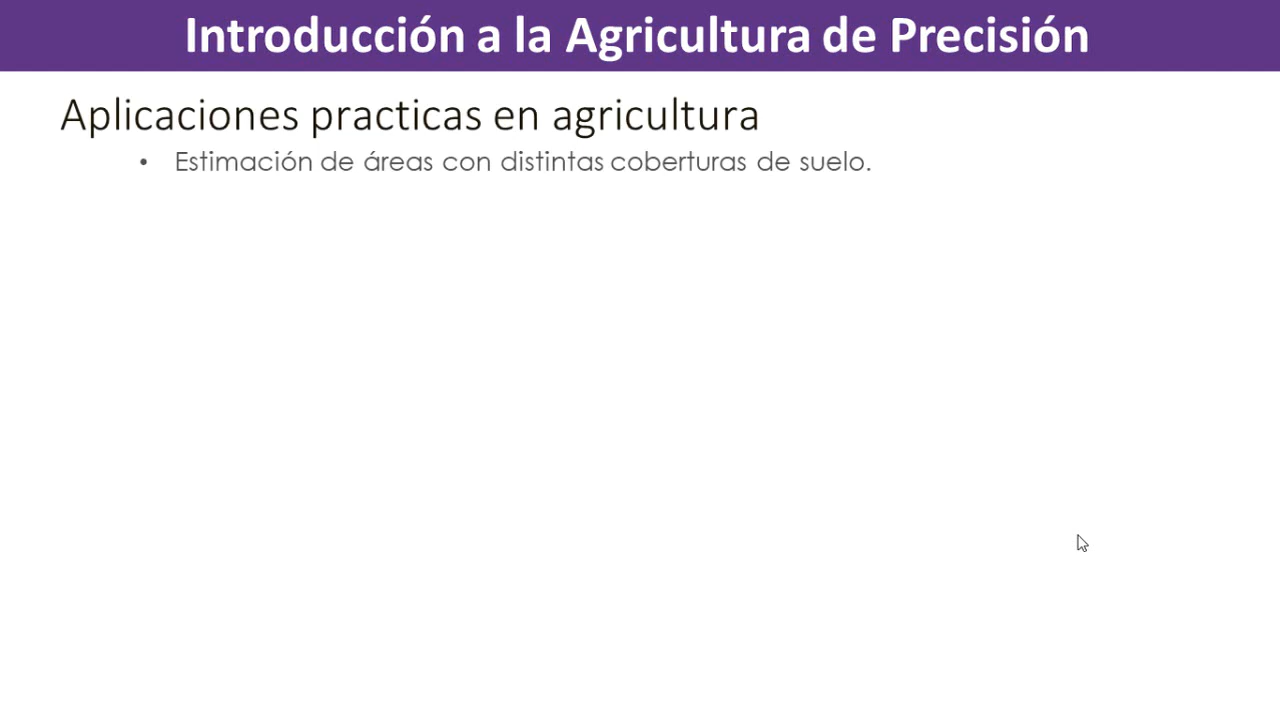 Introducción a la Agricultura de Precisión
Aplicaciones practicas en agricultura
• Estimación de áreas con distintas coberturas de suelo.